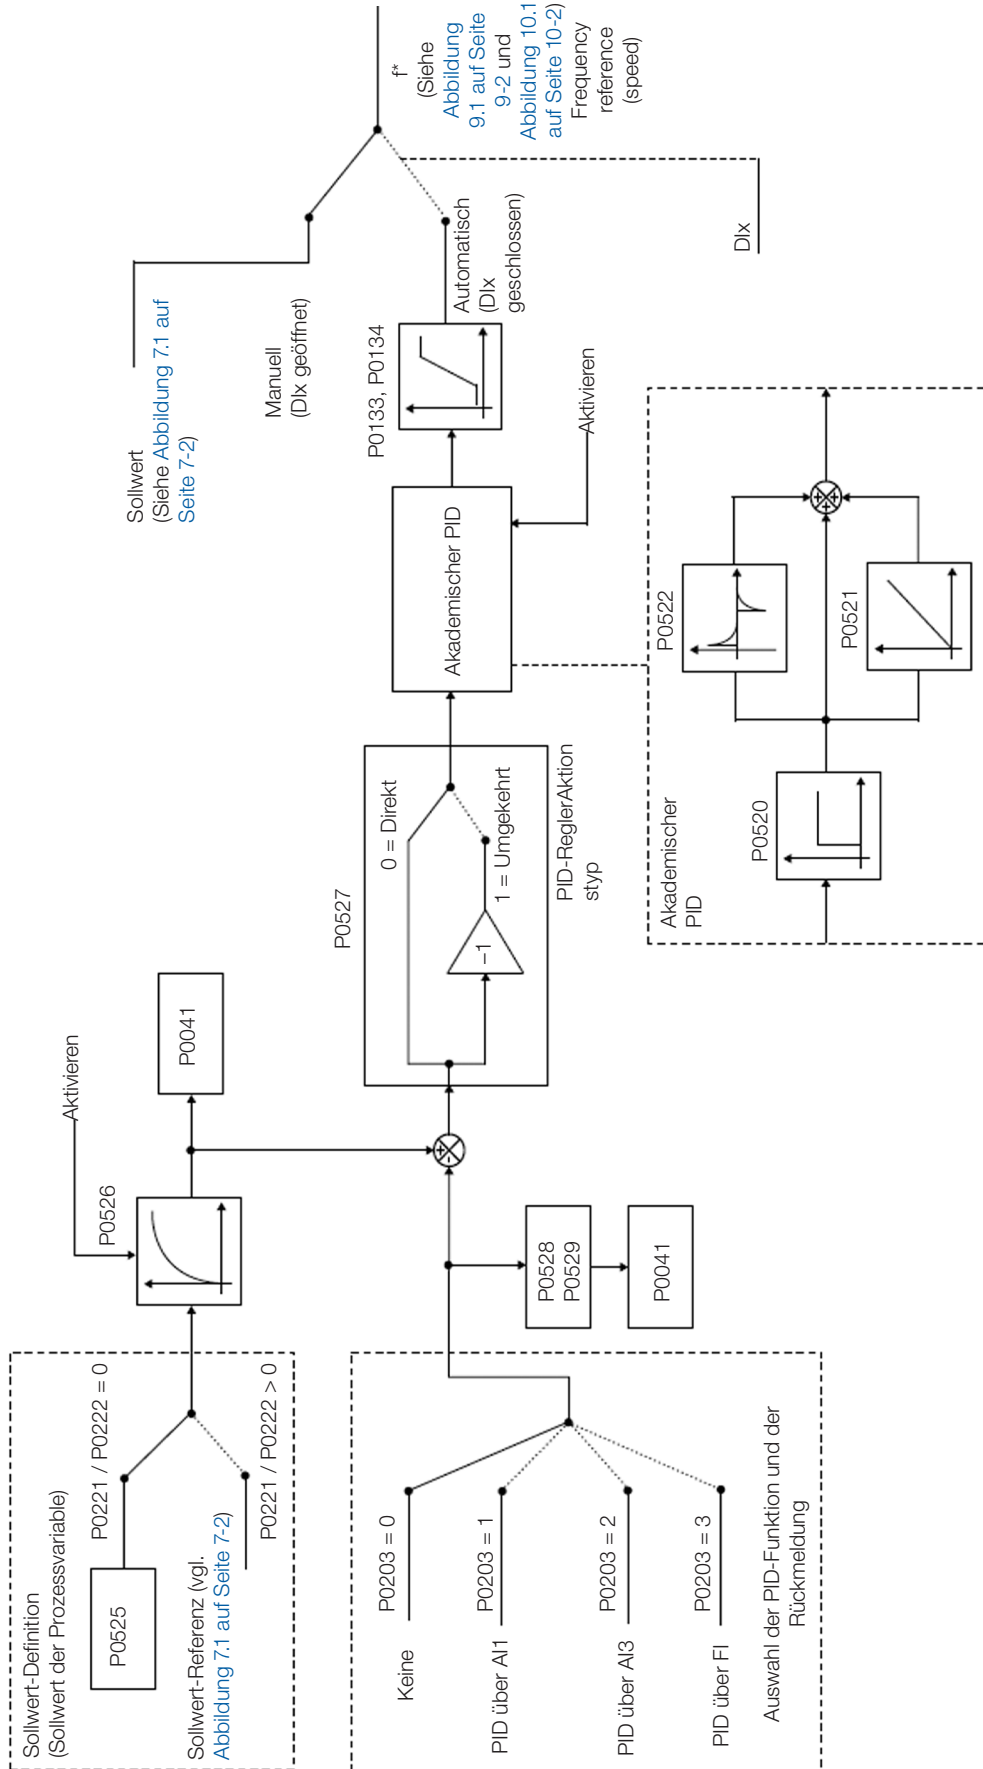 Sollwert-Definition
(Sollwert der Prozessvariable)
P0525
P0221 / P0222 = 0
Sollwert-Referenz (vgl.
Abbildung 7.1 auf Seite 7-2)
P0221 / P0222 > 0
Aktivieren
P0526
P0041
Keine
P0203 = 0
PID über AI1
P0203 = 1
PID über AI3
P0203 = 2
PID über FI
P0203 = 3
Auswahl der PID-Funktion und der
Rückmeldung
P0528
P0529
P0041
+
-
P0527
0 = Direkt
-1
1 = Umgekehrt
PID-ReglerAktion
styp
Akademischer PID
Aktivieren
P0133, P0134
Sollwert
(Siehe Abbildung 7.1 auf
Seite 7-2)
Manuell
(DIx geöffnet)
Automatisch
(DIx
geschlossen)
DIx
f*
(Siehe
Abbildung
9.1 auf Seite
9-2 und
Abbildung 10.1
auf Seite 10-2)
Frequency
reference
(speed)
Akademischer
PID
P0520
P0522
P0521
+
+
+